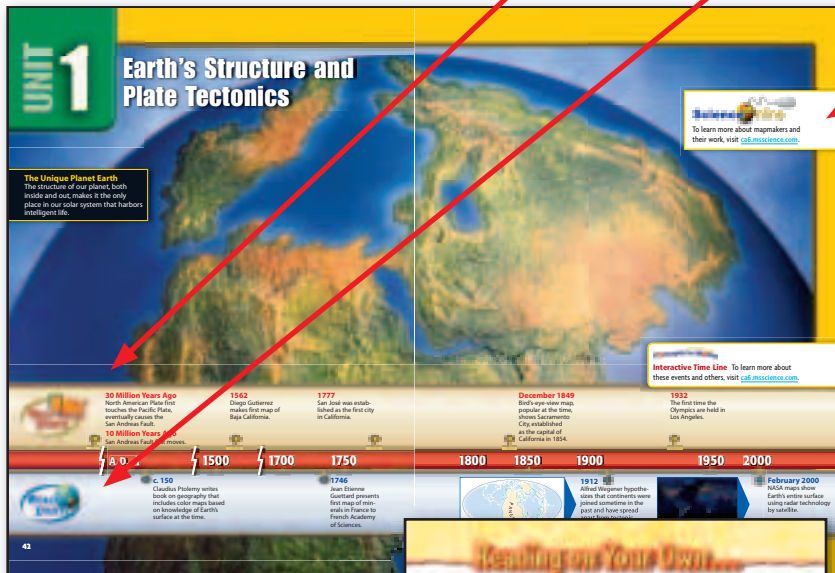 UNIT
1
Earth's Structure and
Plate Tectonics
To learn more about mapmakers and
their work, visit ca6.msscience.com.
The Unique Planet Earth
The structure of our planet, both
inside and out, makes it the only
place in our solar system that harbors
intelligent life.
Interactive Time Line To learn more about
these events and others, visit ca6.msscience.com.
30 Million Years Ago
North American Plate first
touches the Pacific Plate,
eventually causes the
San Andreas Fault.
10 Million Years Ago
San Andreas Fault moves.
1562
Diego Gutierrez
makes first map of
Baja California.
1777
San José was estab-
lished as the first city
in California.
December 1849
Bird's-eye-view map,
popular at the time,
shows Sacramento
City, established
as the capital of
California in 1854.
1932
The first time the
Olympics are held in
Los Angeles.
A.D. 1 1500 1700 1750 1800 1850 1900 1950 2000
c. 150
Claudius Ptolemy writes
book on geography that
includes color maps based
on knowledge of Earth's
surface at the time.
1746
Jean Etienne
Guettard presents
first map of min-
erals in France to
French Academy
of Sciences.
1912
Alfred Wegner hypothe-
sizes that continents were
joined sometime in the
past and have spread
February 2000
NASA maps show
Earth's entire surface
using radar technology
by satellite.
42
Reading on Your Own...